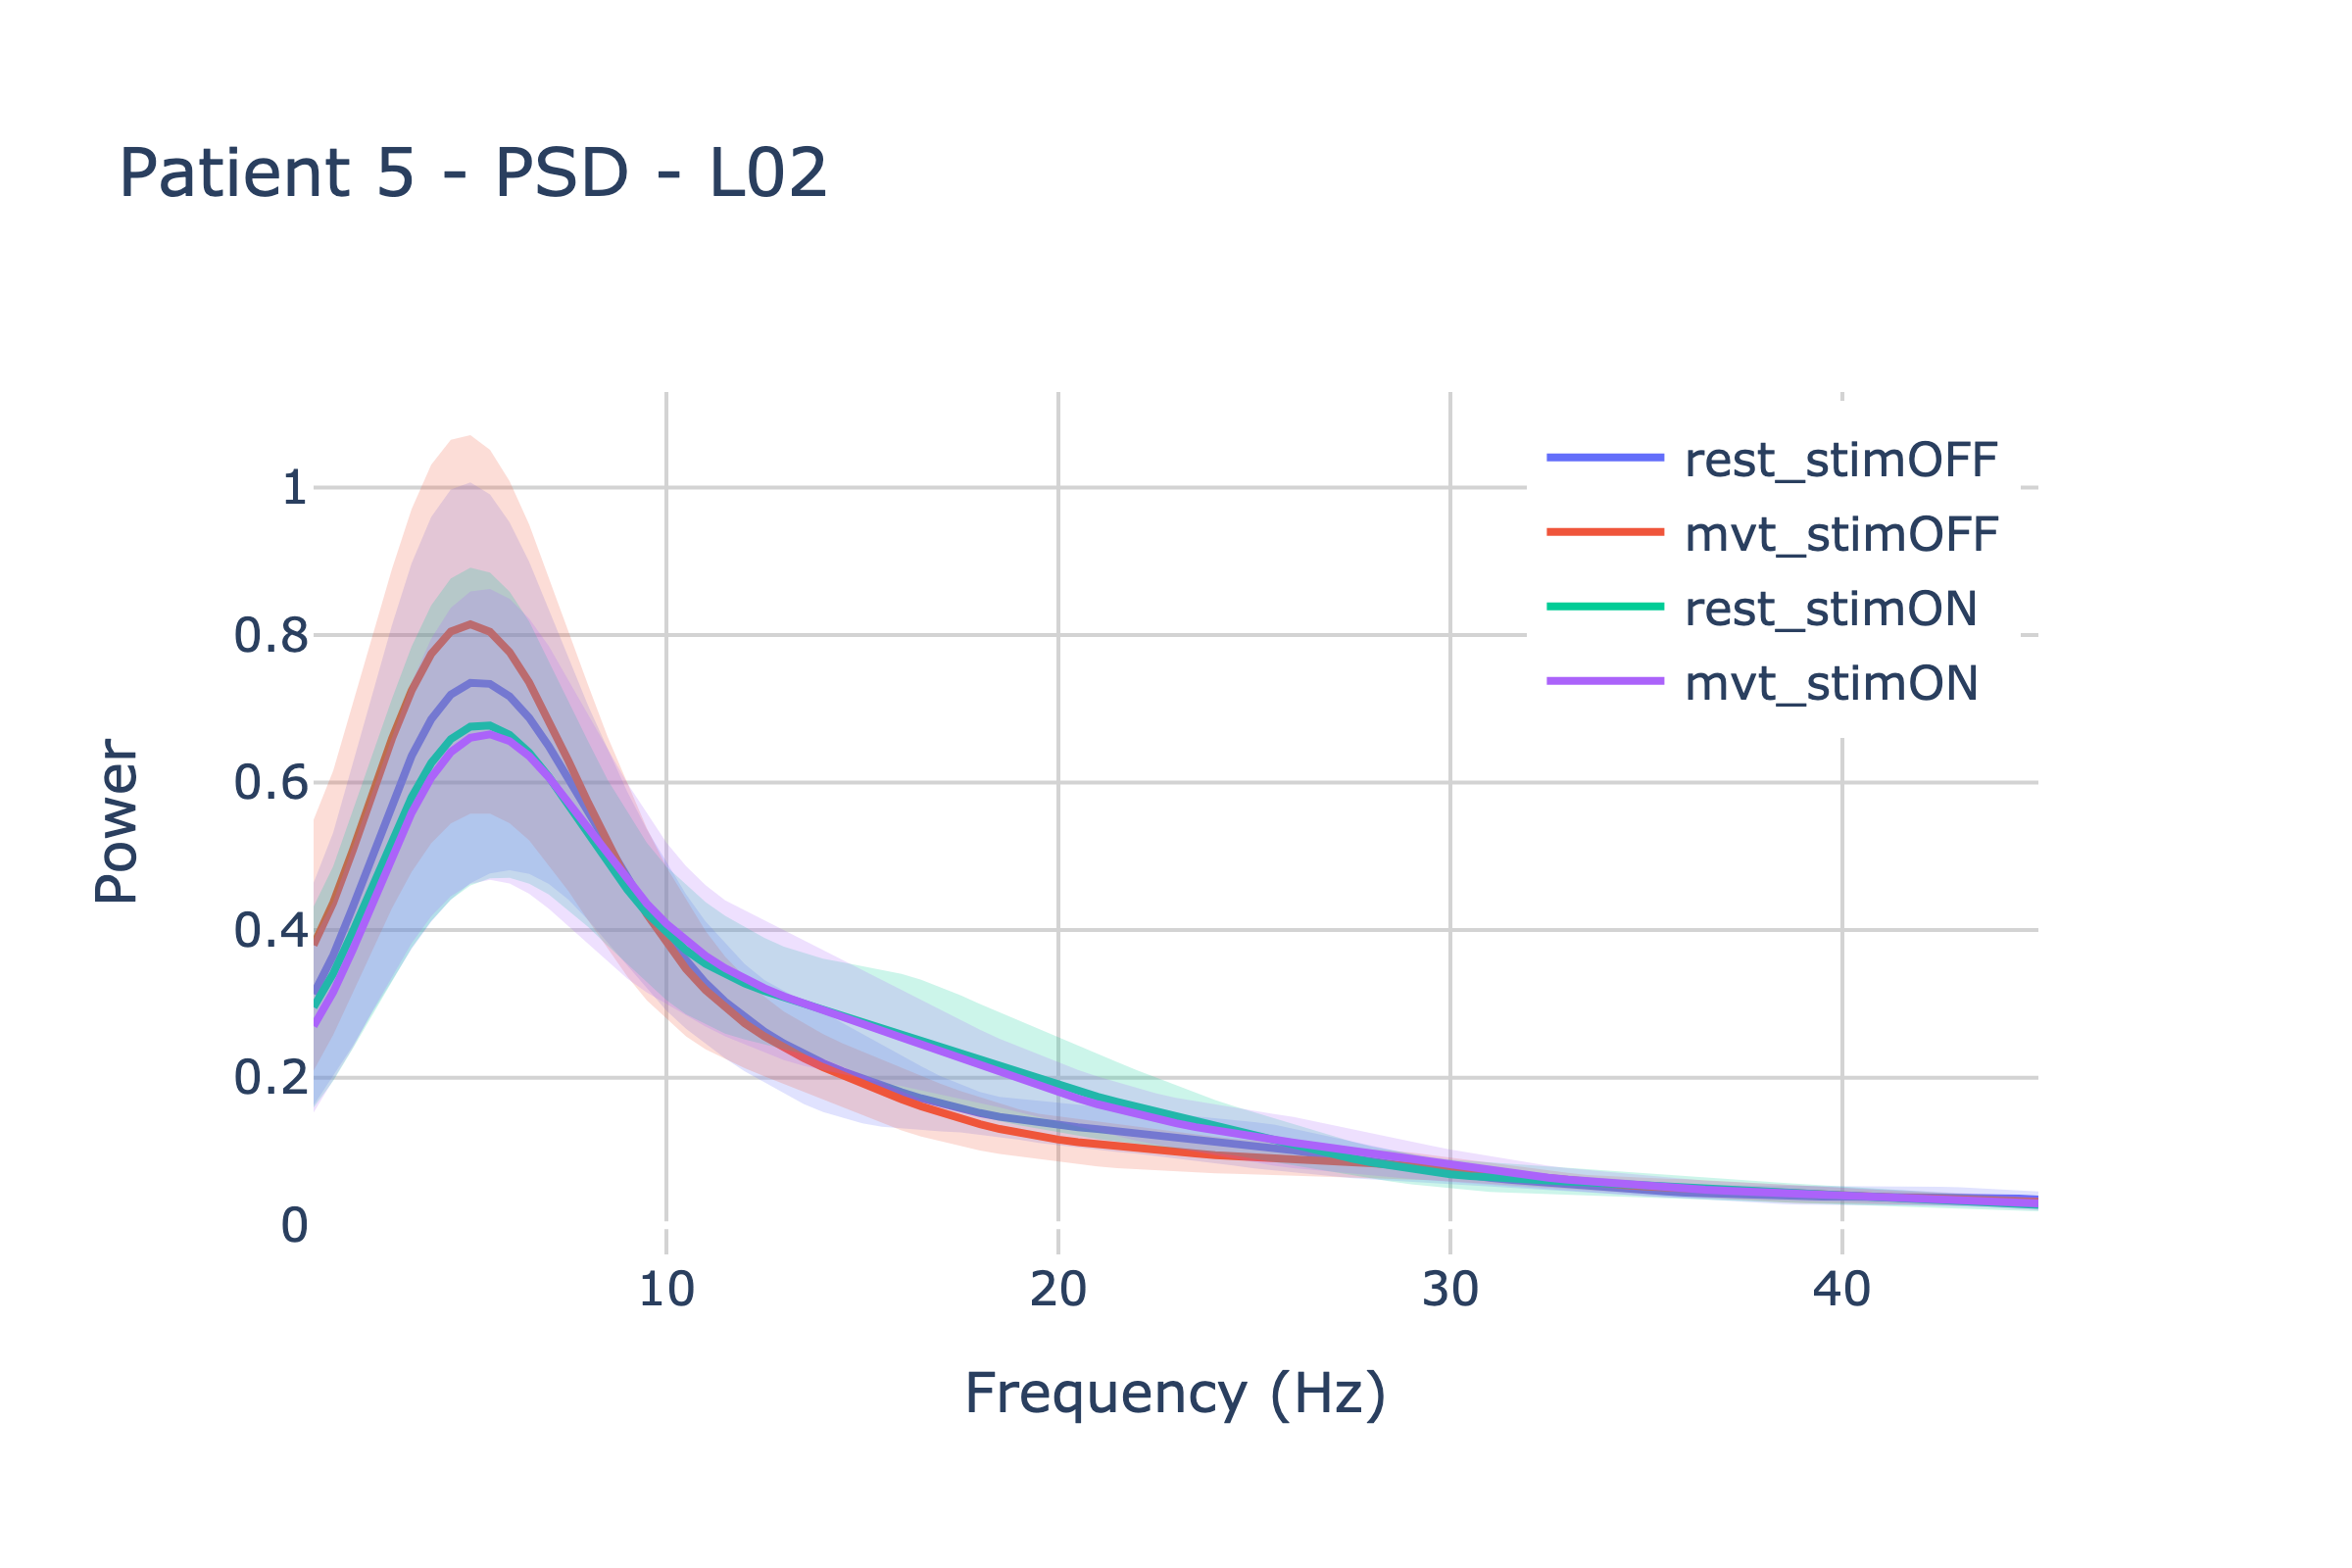 Patient 5 - PSD - L02
rest_stimOFF
mvt_stimOFF
rest_stimON
mvt_stimON
1
0.8
0.6
0.4
0.2
0
Power
10 20 30 40
Frequency (Hz)